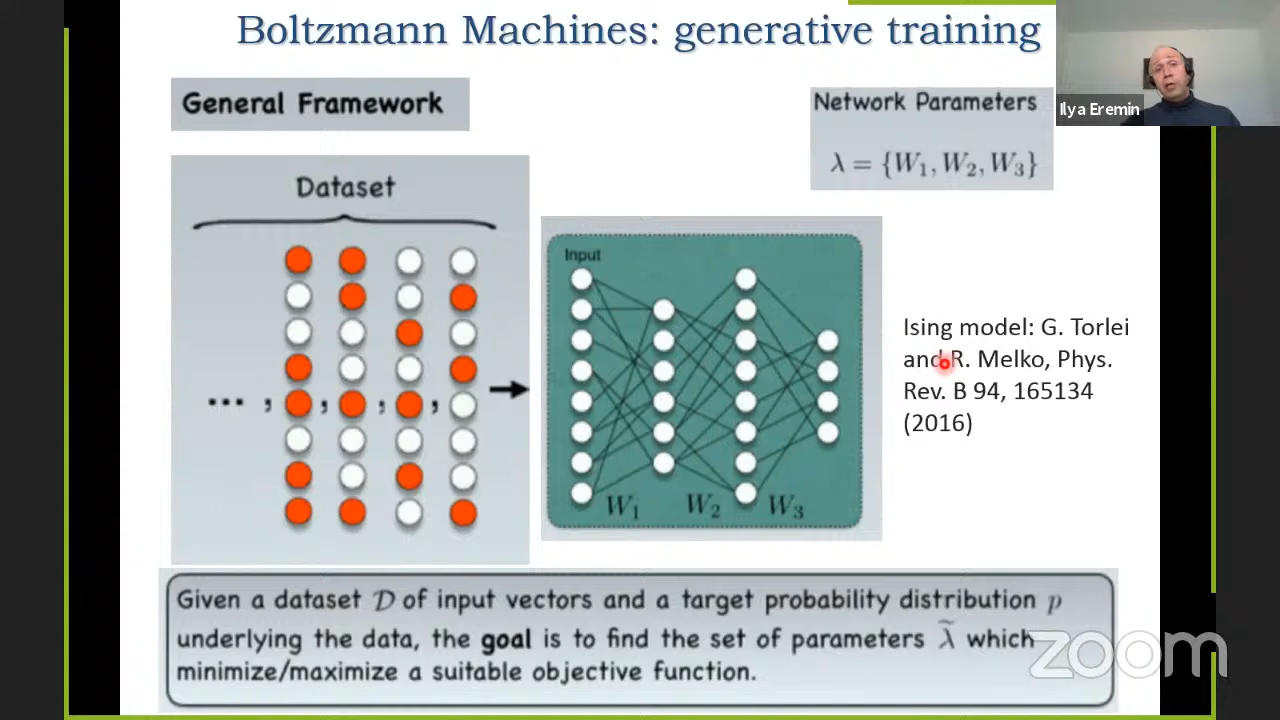 Boltzmann Machines: generative training
Ilya Eremin
General Framework
Network Parameters
λ = {W₁, W₂, W₃}
Dataset
... , , , ,
Input
W₁ W₂ W₃
Ising model: G. Torlei
and R. Melko, Phys.
Rev. B 94, 165134
(2016)
Given a dataset 𝒟 of input vectors and a target probability distribution p
underlying the data, the goal is to find the set of parameters λ̃ which
minimize/maximize a suitable objective function.
zoom